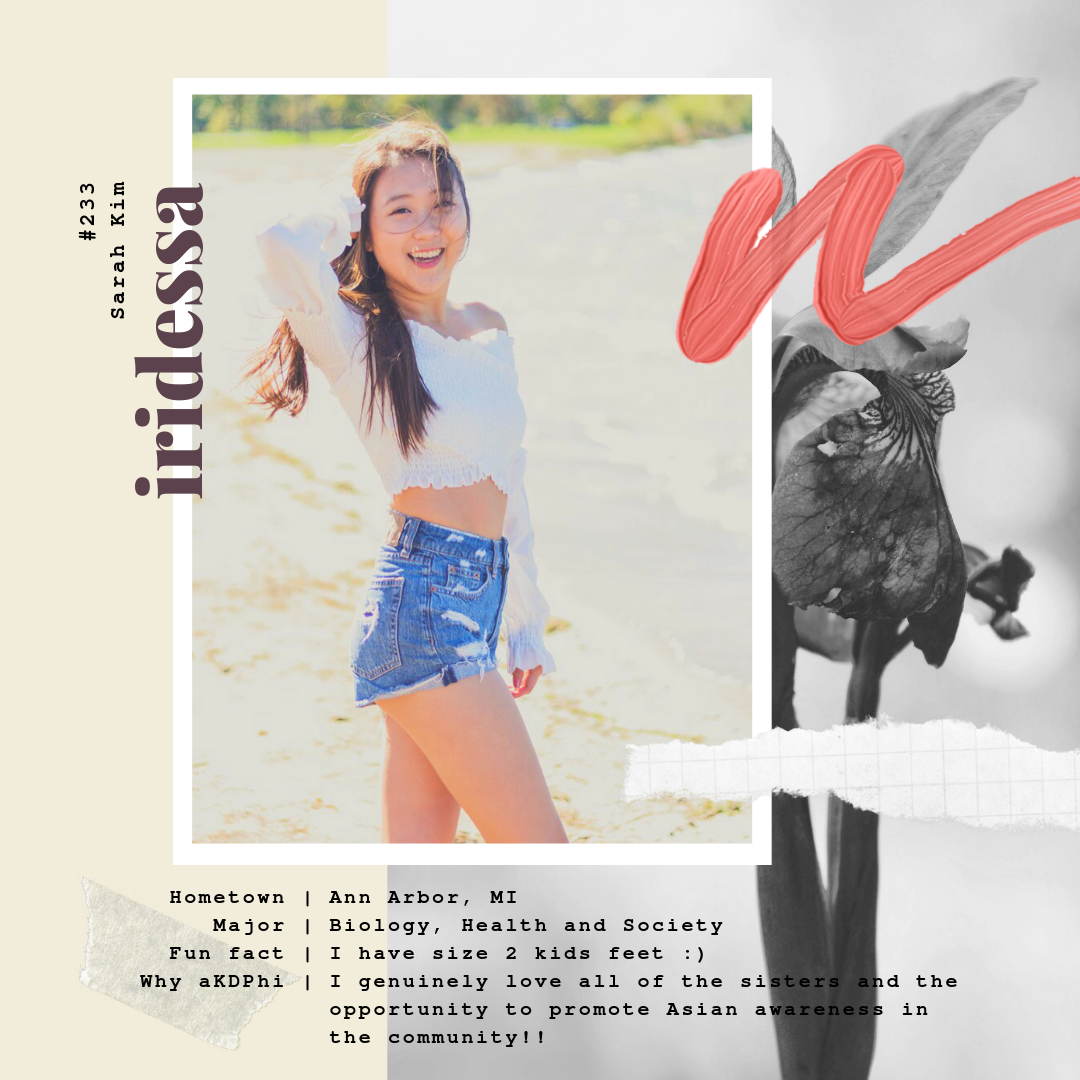 #233
Sarah Kim
iridessa
Hometown | Ann Arbor, MI
Major | Biology, Health and Society
Fun fact | I have size 2 kids feet :)
Why aKDPhi | I genuinely love all of the sisters and the
opportunity to promote Asian awareness in
the community!!